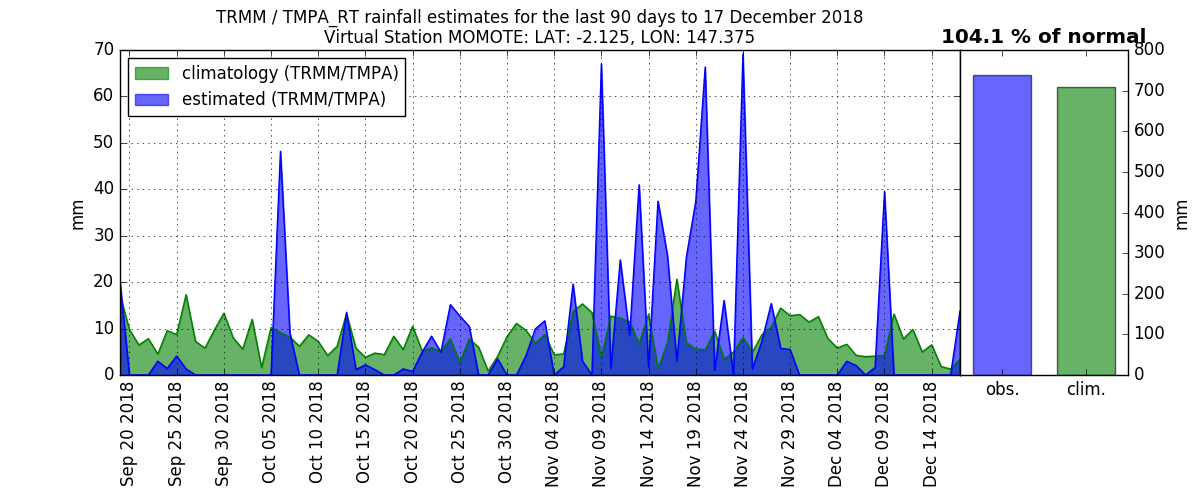 TRMM / TMPA_RT rainfall estimates for the last 90 days to 17 December 2018
Virtual Station MOMOTE: LAT: -2.125, LON: 147.375
104.1 % of normal
climatology (TRMM/TMPA)
estimated (TRMM/TMPA)
70
60
50
40
30
20
10
0
mm
Sep 20 2018
Sep 25 2018
Sep 30 2018
Oct 05 2018
Oct 10 2018
Oct 15 2018
Oct 20 2018
Oct 25 2018
Oct 30 2018
Nov 04 2018
Nov 09 2018
Nov 14 2018
Nov 19 2018
Nov 24 2018
Nov 29 2018
Dec 04 2018
Dec 09 2018
Dec 14 2018
obs.
clim.
800
700
600
500
400
300
200
100
0
mm